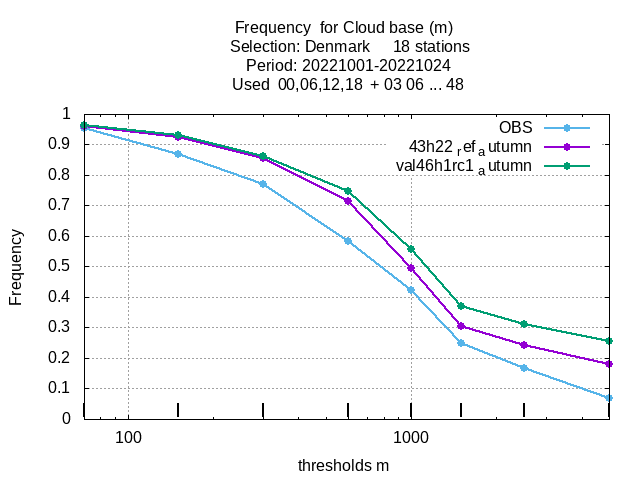 Frequency  for Cloud base (m)
Selection: Denmark     18 stations
Period: 20221001-20221024
Used  00,06,12,18  + 03 06 ... 48
OBS
43h22 ref a utumn
val46h1rc1 a utumn
1
0.9
0.8
0.7
0.6
0.5
0.4
0.3
0.2
0.1
0
Frequency
100 1000
thresholds m